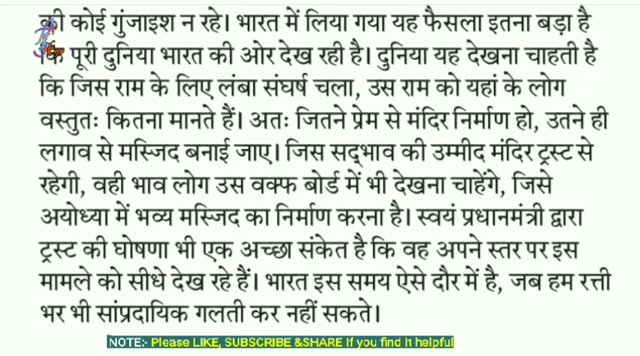 की कोई गुंजाइश न रहे। भारत में लिया गया यह फैसला इतना बड़ा है
कि पूरी दुनिया भारत की ओर देख रही है। दुनिया यह देखना चाहती है
कि जिस राम के लिए लंबा संघर्ष चला, उस राम को यहां के लोग
वस्तुतः कितना मानते हैं। अतः जितने प्रेम से मंदिर निर्माण हो, उतने ही
लगाव से मस्जिद बनाई जाए। जिस सद्भाव की उम्मीद मंदिर ट्रस्ट से
रहेगी, वही भाव लोग उस वक्फ बोर्ड में भी देखना चाहेंगे, जिसे
अयोध्या में भव्य मस्जिद का निर्माण करना है। स्वयं प्रधानमंत्री द्वारा
ट्रस्ट की घोषणा भी एक अच्छा संकेत है कि वह अपने स्तर पर इस
मामले को सीधे देख रहे हैं। भारत इस समय ऐसे दौर में है, जब हम रत्ती
भर भी सांप्रदायिक गलती कर नहीं सकते।
NOTE:- Please LIKE, SUBSCRIBE &SHARE If you find It helpful